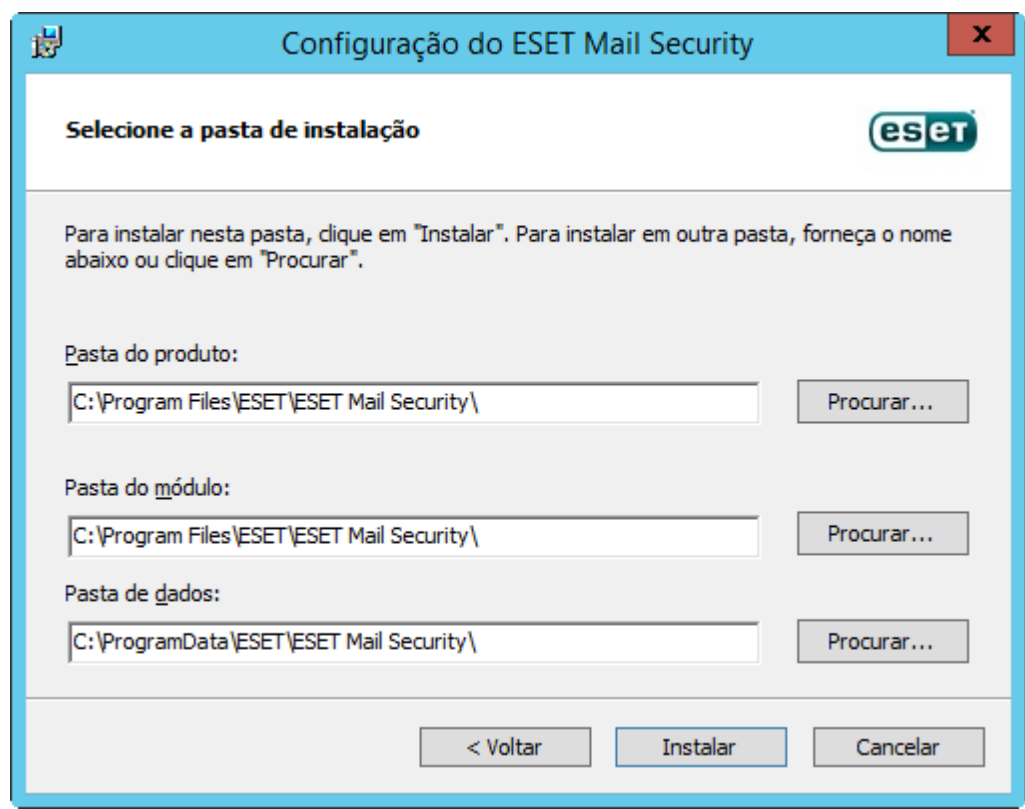 Configuração do ESET Mail Security
x
Selecione a pasta de instalação
eseT
Para instalar nesta pasta, clique em "Instalar". Para instalar em outra pasta, forneça o nome
abaixo ou clique em "Procurar".
Pasta do produto:
C:\Program Files\ESET\ESET Mail Security\
Procurar...
Pasta do módulo:
C:\Program Files\ESET\ESET Mail Security\
Procurar...
Pasta de dados:
C:\ProgramData\ESET\ESET Mail Security\
Procurar...
< Voltar
Instalar
Cancelar